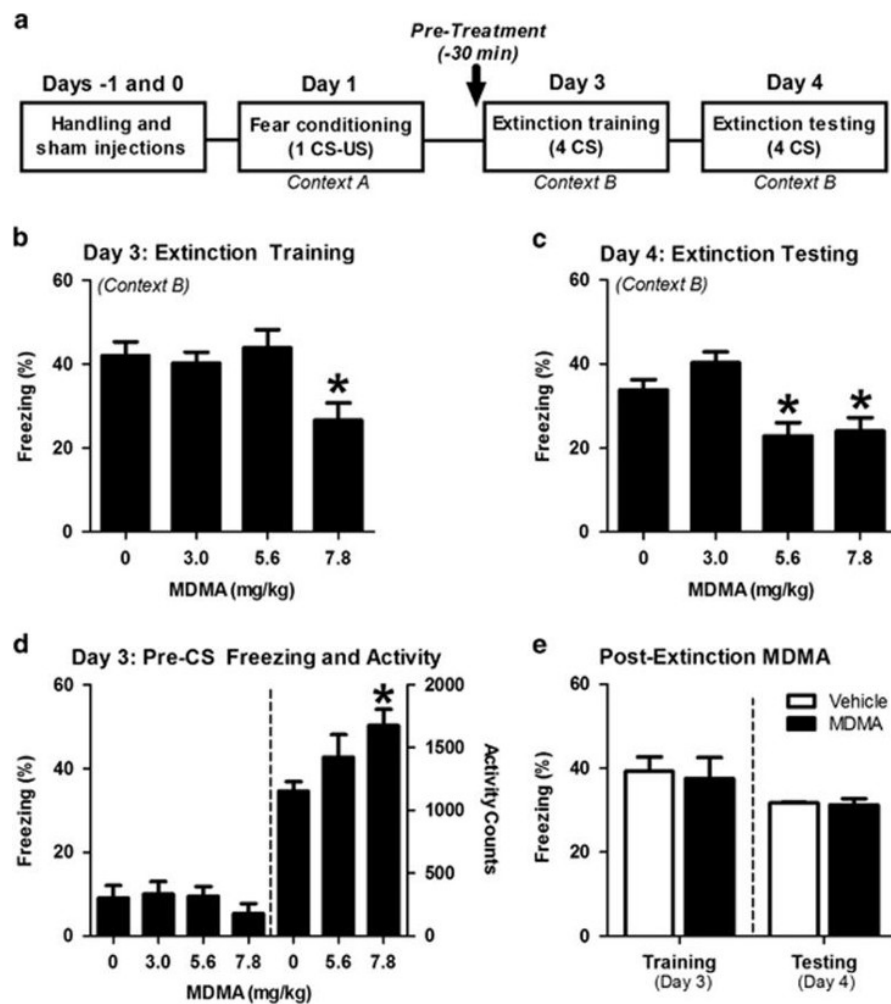 a
Pre-Treatment
(-30 min)
Days -1 and 0
Day 1
Day 3
Day 4
Handling and
sham injections
Fear conditioning
(1 CS-US)
Extinction training
(4 CS)
Extinction testing
(4 CS)
Context A
Context B
Context B
b
Day 3: Extinction Training
(Context B)
60
40
20
0
Freezing (%)
*
0 3.0 5.6 7.8
MDMA (mg/kg)
c
Day 4: Extinction Testing
(Context B)
60
40
20
0
Freezing (%)
* *
0 3.0 5.6 7.8
MDMA (mg/kg)
d
Day 3: Pre-CS Freezing and Activity
60
40
20
0
Freezing (%)
*
2000
1500
1000
500
0
Activity Counts
0 3.0 5.6 7.8 0 5.6 7.8
MDMA (mg/kg)
e
Post-Extinction MDMA
60
40
20
0
Freezing (%)
Vehicle
MDMA
Training
(Day 3)
Testing
(Day 4)